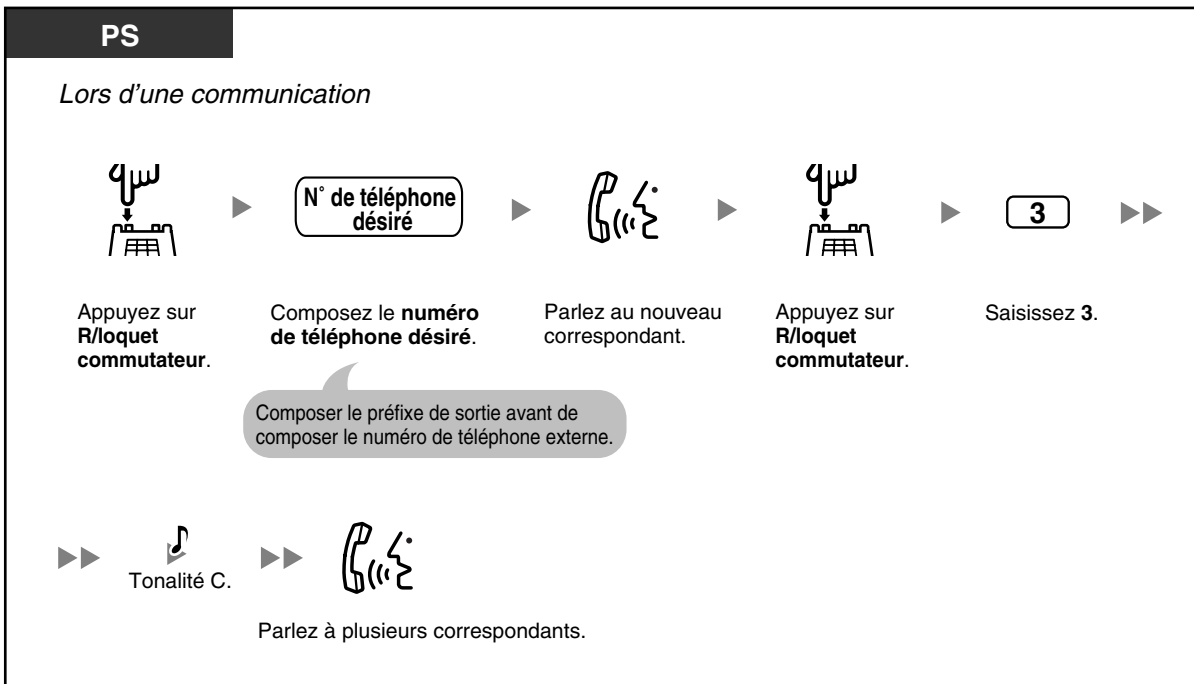 PS
Lors d'une communication
N° de téléphone
désiré
3
Appuyez sur
R/loquet
commutateur.
Composez le numéro
de téléphone désiré.
Parlez au nouveau
correspondant.
Appuyez sur
R/loquet
commutateur.
Saisissez 3.
Composer le préfixe de sortie avant de
composer le numéro de téléphone externe.
Tonalité C.
Parlez à plusieurs correspondants.